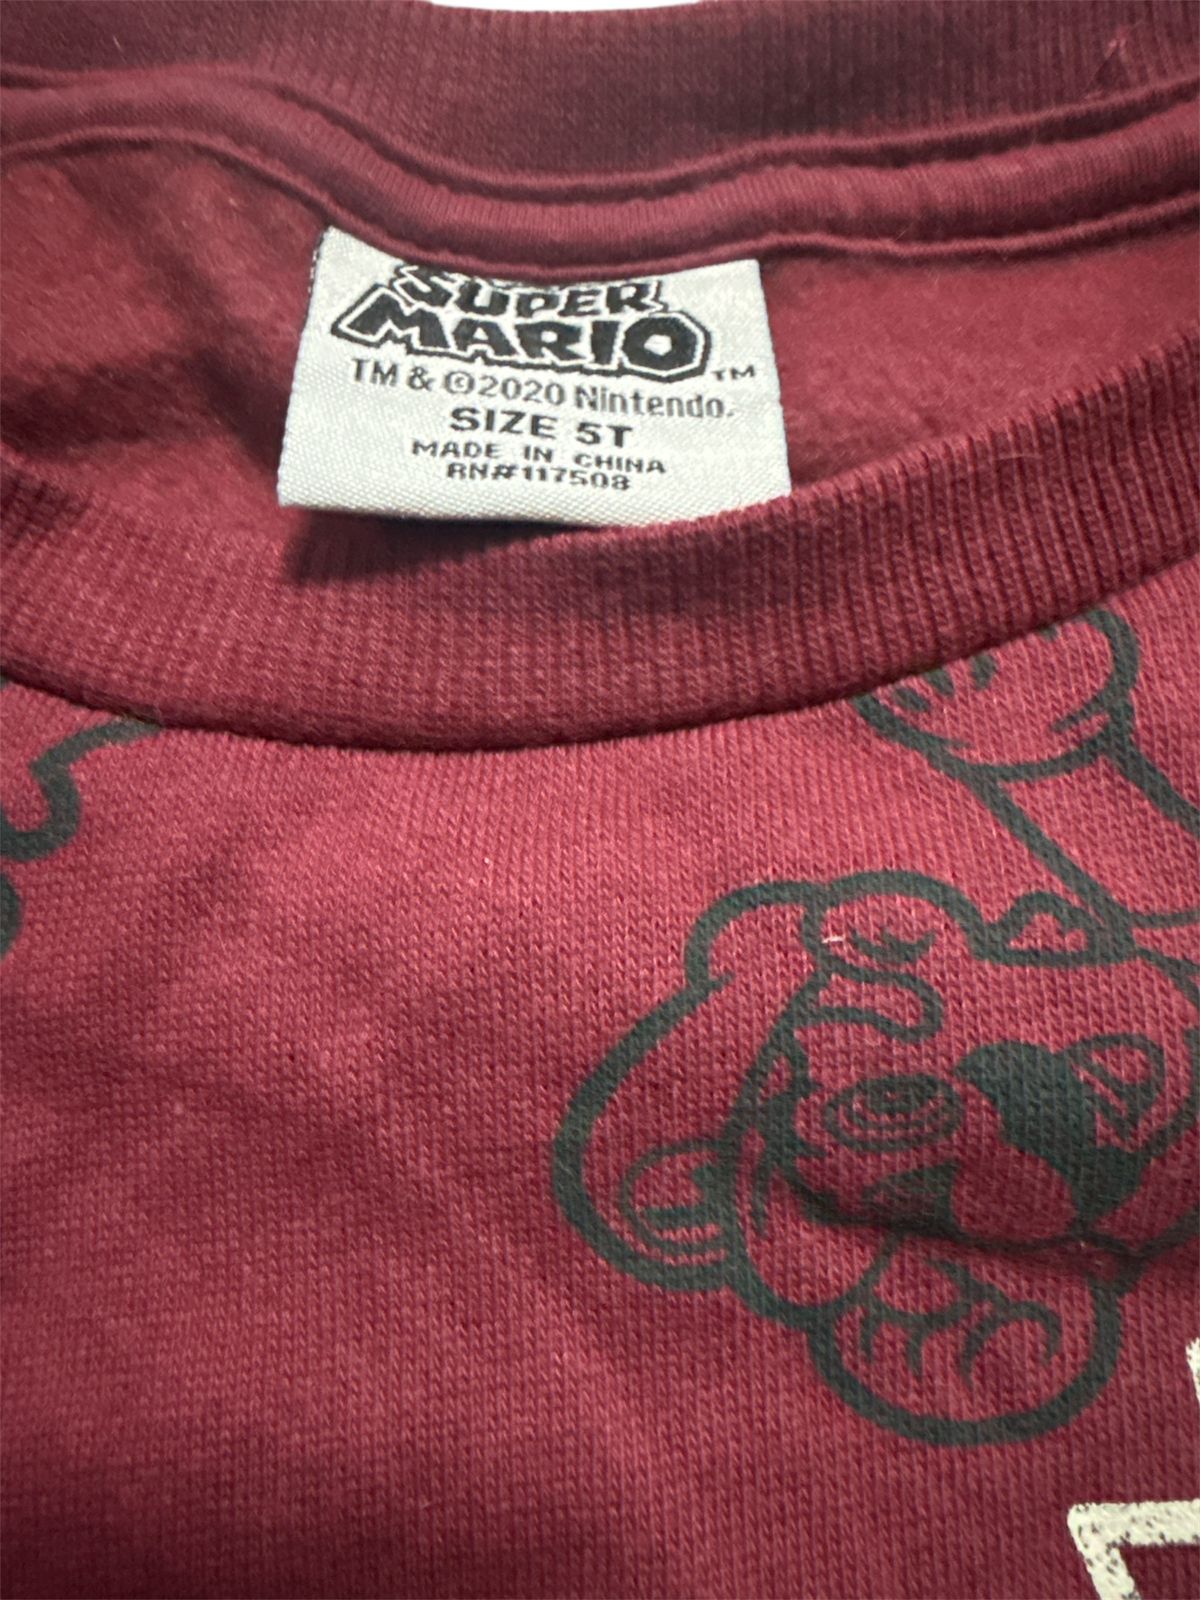 SUPER
MARIO TM
TM & ©2020 Nintendo.
SIZE 5T
MADE IN CHINA
RN#117508